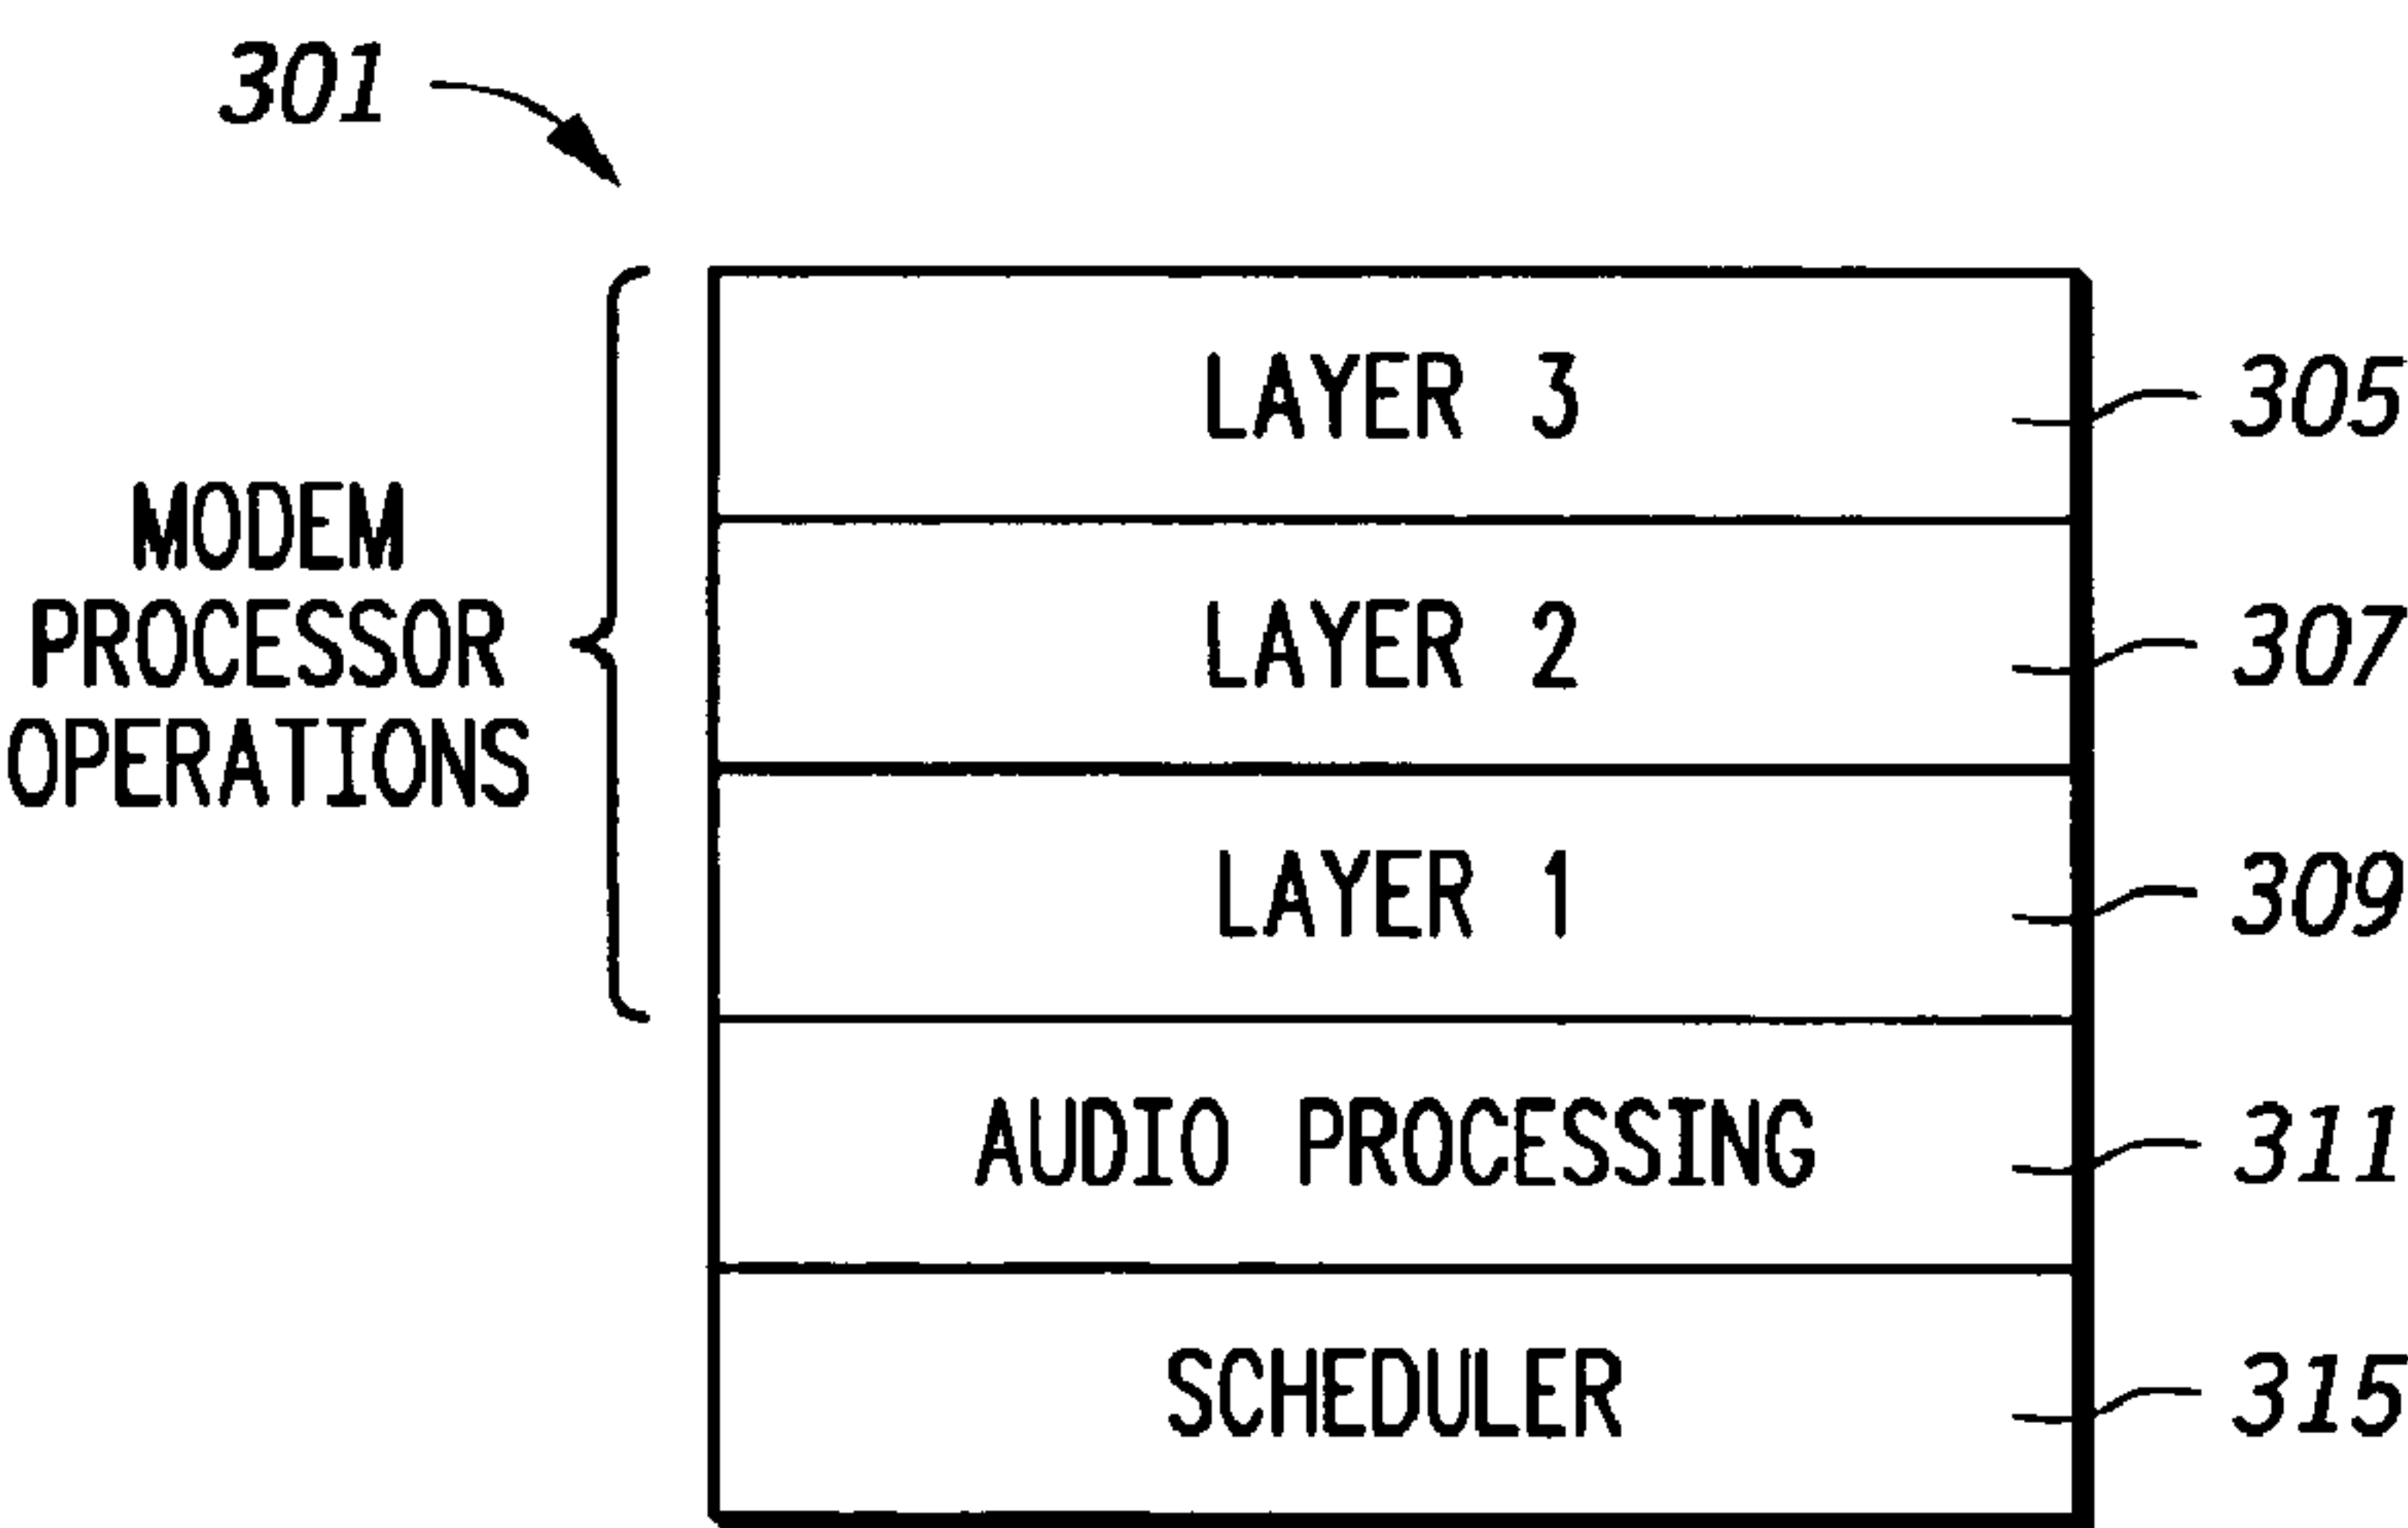 301
MODEM
PROCESSOR
OPERATIONS
LAYER 3
305
LAYER 2
307
LAYER 1
309
AUDIO PROCESSING
311
SCHEDULER
315